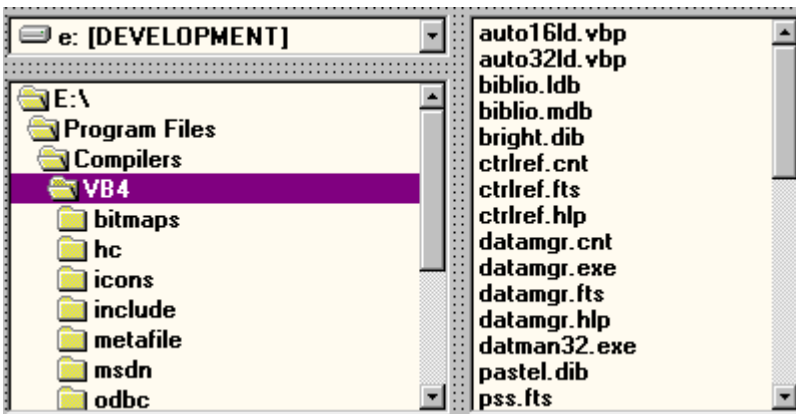 e: [DEVELOPMENT]
E:\
Program Files
Compilers
VB4
bitmaps
hc
icons
include
metafile
msdn
odbc
auto16ld.vbp
auto32ld.vbp
biblio.ldb
biblio.mdb
bright.dib
ctrlref.cnt
ctrlref.fts
ctrlref.hlp
datamgr.cnt
datamgr.exe
datamgr.fts
datamgr.hlp
datman32.exe
pastel.dib
pss.fts